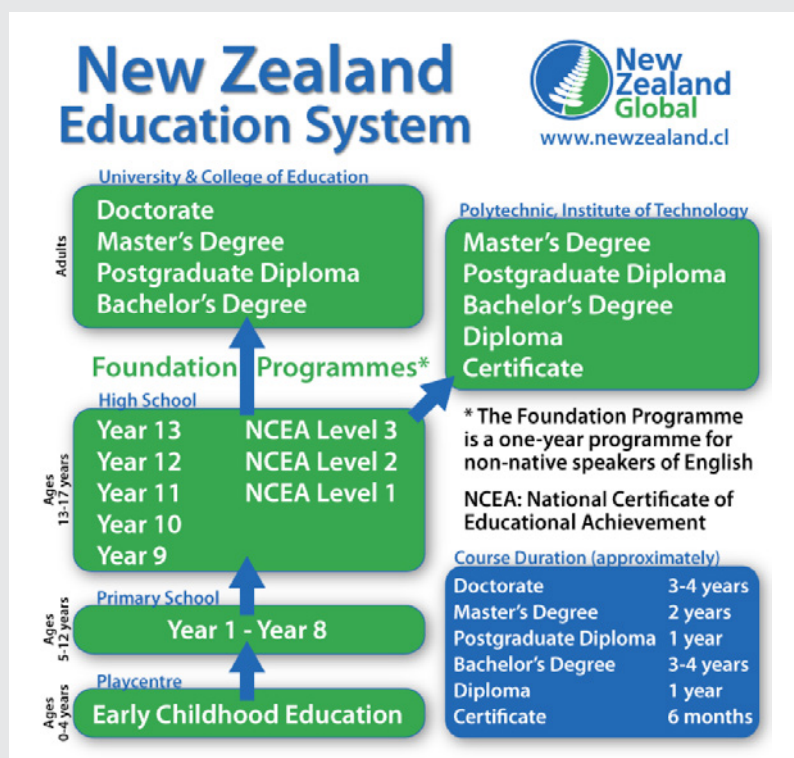 New Zealand
Education System
New
Zealand
Global
www.newzealand.cl
University & College of Education
Adults
Doctorate
Master's Degree
Postgraduate Diploma
Bachelor's Degree
Polytechnic, Institute of Technology
Master's Degree
Postgraduate Diploma
Bachelor's Degree
Diploma
Certificate
Foundation Programmes*
High School
Ages
13-17 years
Year 13 NCEA Level 3
Year 12 NCEA Level 2
Year 11 NCEA Level 1
Year 10
Year 9
* The Foundation Programme
is a one-year programme for
non-native speakers of English
NCEA: National Certificate of
Educational Achievement
Primary School
Ages
5-12 years
Year 1 - Year 8
Playcentre
Ages
0-4 years
Early Childhood Education
Course Duration (approximately)
Doctorate 3-4 years
Master's Degree 2 years
Postgraduate Diploma 1 year
Bachelor's Degree 3-4 years
Diploma 1 year
Certificate 6 months